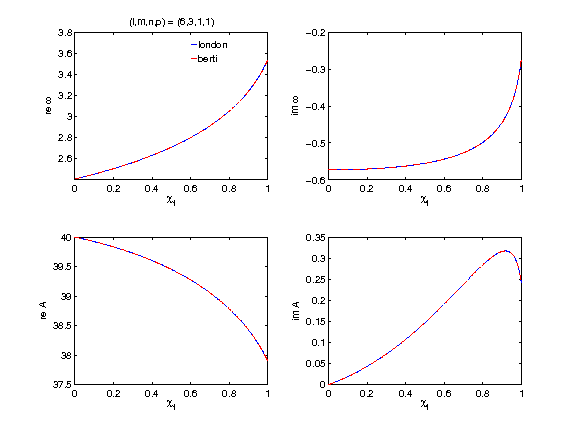 (l,m,n,p) = (6,3,1,1)
3.8
3.6
3.4
3.2
3
2.8
2.6
re ω
london
berti
0 0.2 0.4 0.6 0.8 1
χf
−0.2
−0.3
−0.4
−0.5
−0.6
im ω
0 0.2 0.4 0.6 0.8 1
χf
40
39.5
39
38.5
38
37.5
re A
0 0.2 0.4 0.6 0.8 1
χf
0.35
0.3
0.25
0.2
0.15
0.1
0.05
0
im A
0 0.2 0.4 0.6 0.8 1
χf